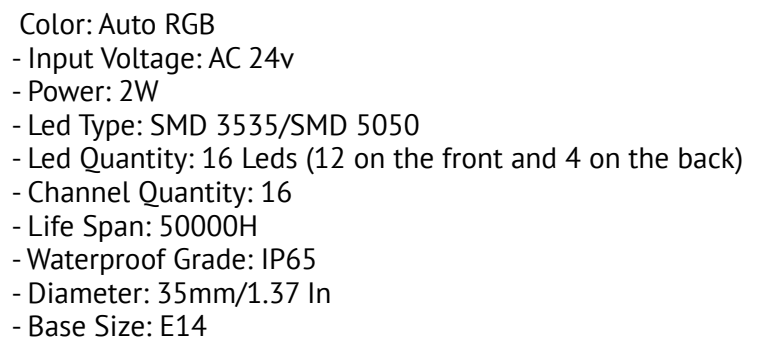 Color: Auto RGB
- Input Voltage: AC 24v
- Power: 2W
- Led Type: SMD 3535/SMD 5050
- Led Quantity: 16 Leds (12 on the front and 4 on the back)
- Channel Quantity: 16
- Life Span: 50000H
- Waterproof Grade: IP65
- Diameter: 35mm/1.37 In
- Base Size: E14